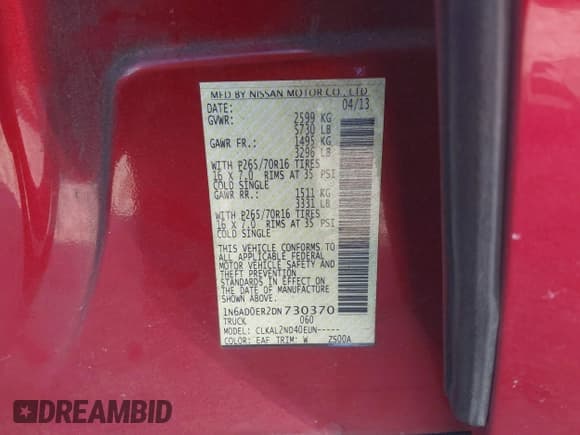 MFD BY NISSAN MOTOR CO., LTD
DATE: 04/13
GVWR: 2599 KG
5730 LB
GAWR FR.: 1495 KG
3296 LB
WITH P265/70R16 TIRES
16 X 7.0 RIMS AT 35 PSI
COLD SINGLE
GAWR RR.: 1511 KG
3331 LB
WITH P265/70R16 TIRES
16 X 7.0 RIMS AT 35 PSI
COLD SINGLE
THIS VEHICLE CONFORMS TO
ALL APPLICABLE FEDERAL
MOTOR VEHICLE SAFETY AND
THEFT PREVENTION
STANDARDS IN EFFECT ON
THE DATE OF MANUFACTURE
SHOWN ABOVE.
1N6AD0ER2DN730370
TRUCK 060
MODEL: CLKAL2ND40EUN-----
COLOR: EAF TRIM: W 7500A
DREAMBID